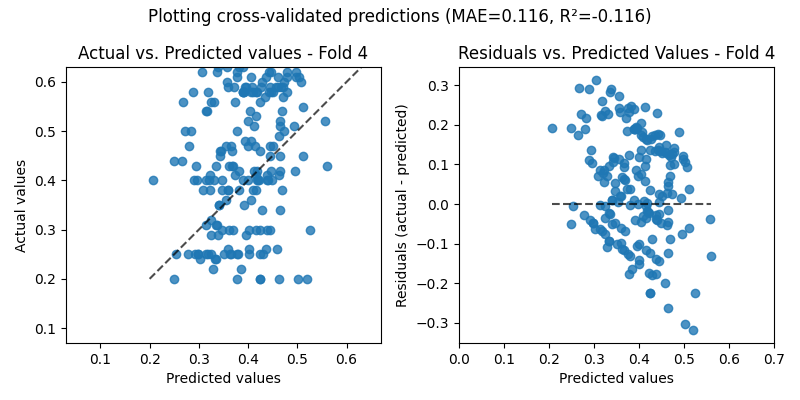 Plotting cross-validated predictions (MAE=0.116, R²=-0.116)
Actual vs. Predicted values - Fold 4
Residuals vs. Predicted Values - Fold 4
Actual values
0.6
0.5
0.4
0.3
0.2
0.1
0.1 0.2 0.3 0.4 0.5 0.6
Predicted values
Residuals (actual - predicted)
0.3
0.2
0.1
0.0
−0.1
−0.2
−0.3
0.0 0.1 0.2 0.3 0.4 0.5 0.6 0.7
Predicted values